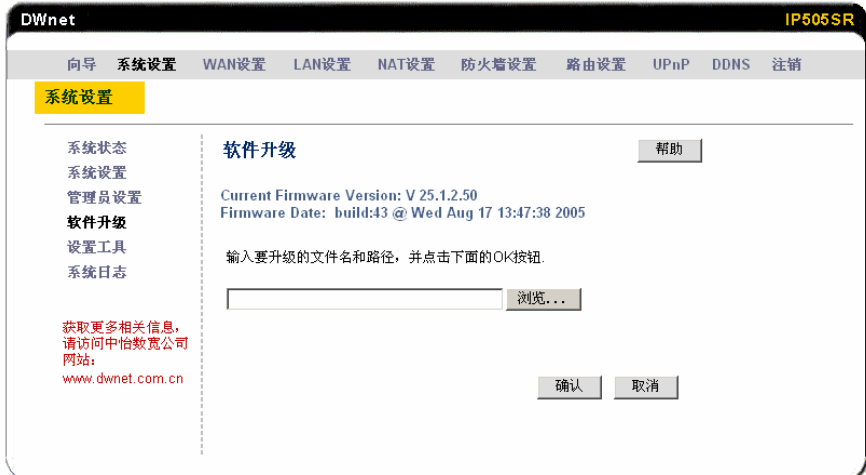 DWnet IP505SR
向导 系统设置 WAN设置 LAN设置 NAT设置 防火墙设置 路由设置 UPnP DDNS 注销
系统设置
系统状态
系统设置
管理员设置
软件升级
设置工具
系统日志
获取更多相关信息，
请访问中怡数宽公司
网站：
www.dwnet.com.cn
软件升级 帮助
Current Firmware Version: V 25.1.2.50
Firmware Date: build:43 @ Wed Aug 17 13:47:38 2005
输入要升级的文件名和路径，并点击下面的OK按钮.
浏览...
确认 取消